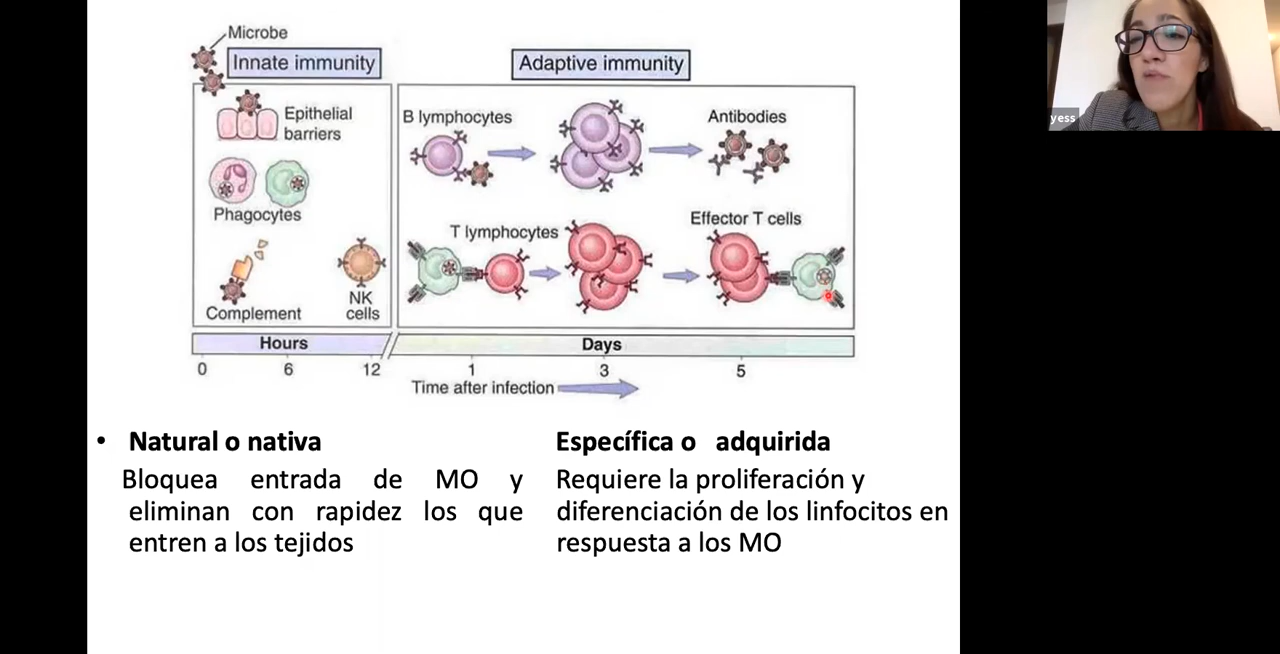 Microbe
Innate immunity
Adaptive immunity
Epithelial
barriers
Phagocytes
Complement
NK
cells
B lymphocytes
Antibodies
T lymphocytes
Effector T cells
Hours
Days
0
6
12
1
3
5
Time after infection
• Natural o nativa
Bloquea entrada de MO y
eliminan con rapidez los que
entren a los tejidos
Específica o adquirida
Requiere la proliferación y
diferenciación de los linfocitos en
respuesta a los MO
yess